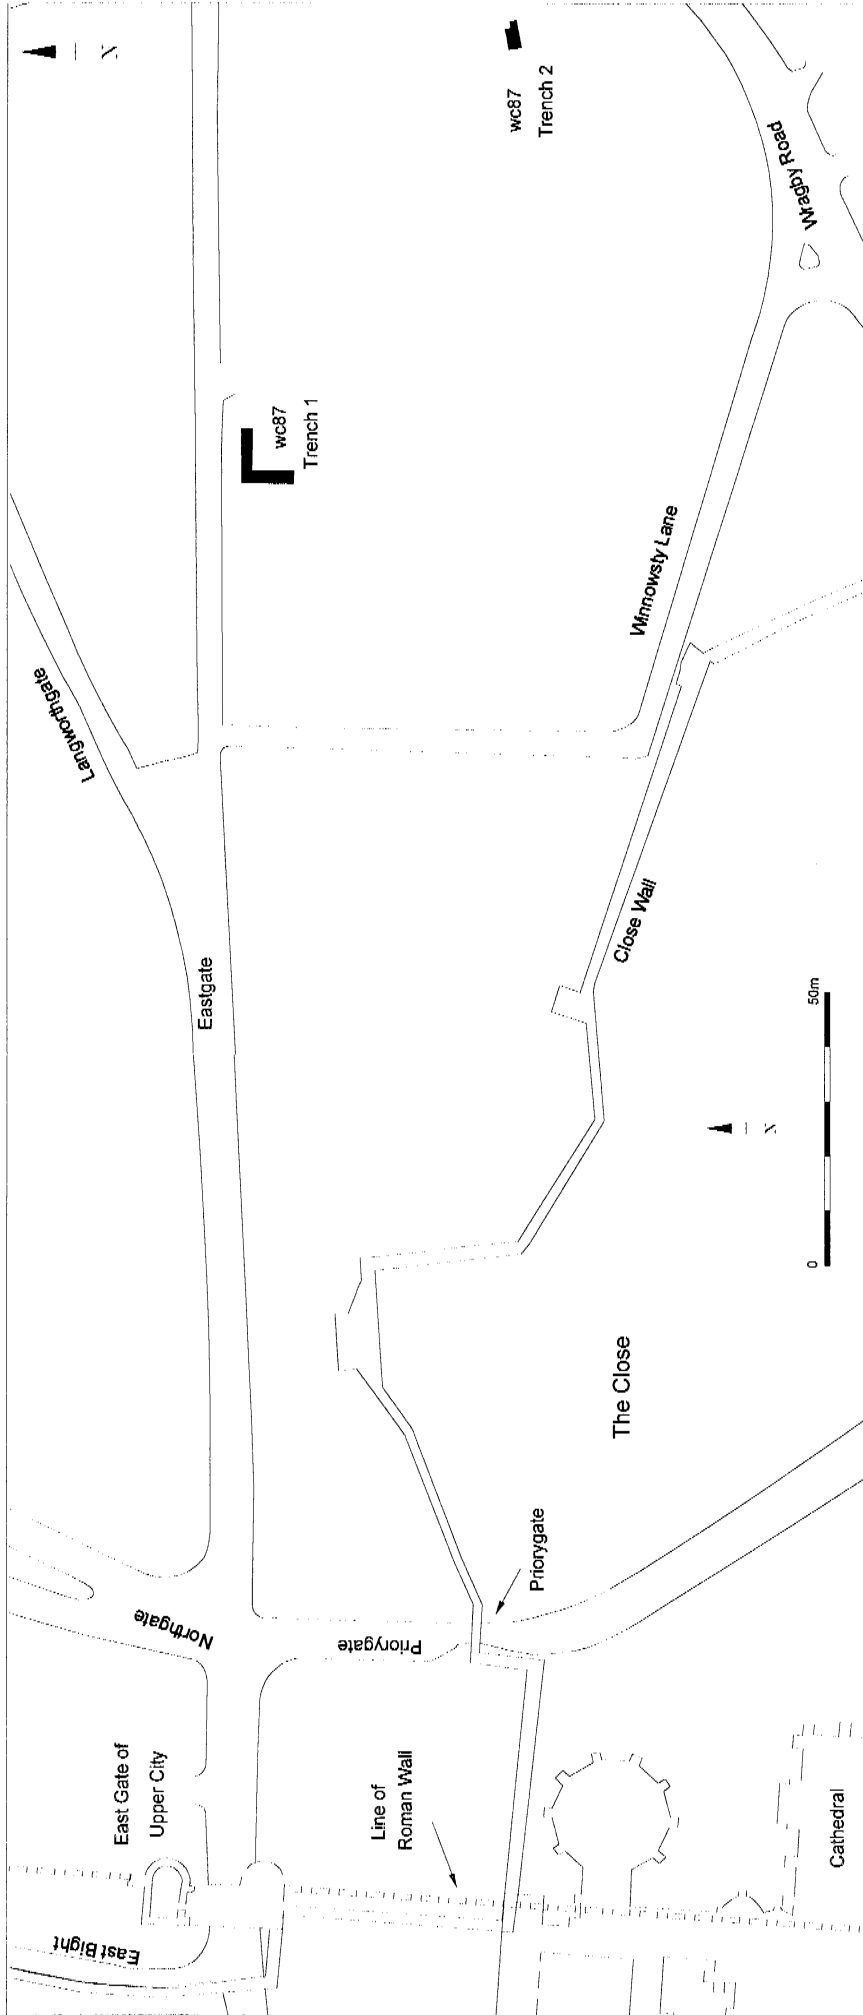 N
wc87
Trench 2
Wragby Road
wc87
Trench 1
Winnowsty Lane
Langworthgate
Eastgate
Close Wall
0
50m
N
The Close
Priorygate
Northgate
Priorygate
East Gate of
Upper City
Line of
Roman Wall
Cathedral
East Bight